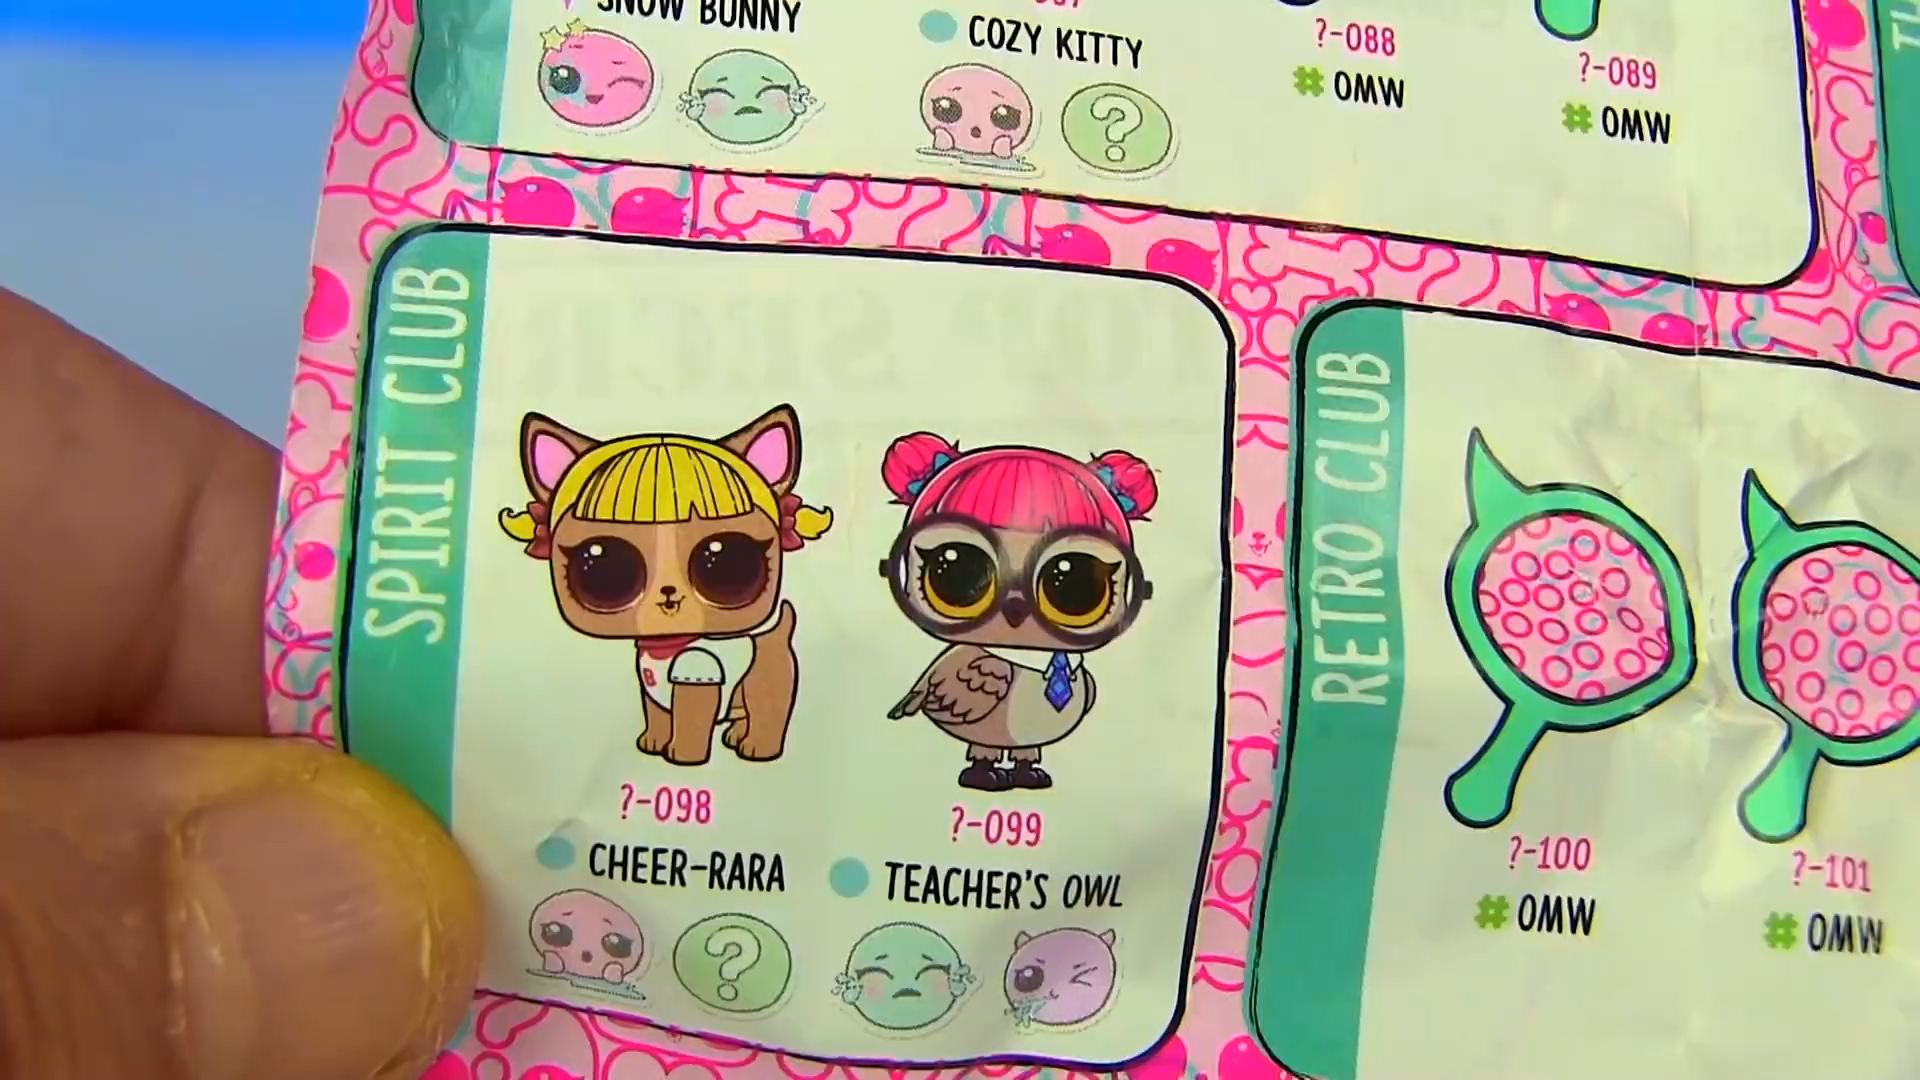 SNOW BUNNY
COZY KITTY
?
?-088
# OMW
?-089
# OMW
SPIRIT CLUB
B
?-098
CHEER-RARA
?
?-099
TEACHER'S OWL
RETRO CLUB
?-100
# OMW
?-101
# OMW